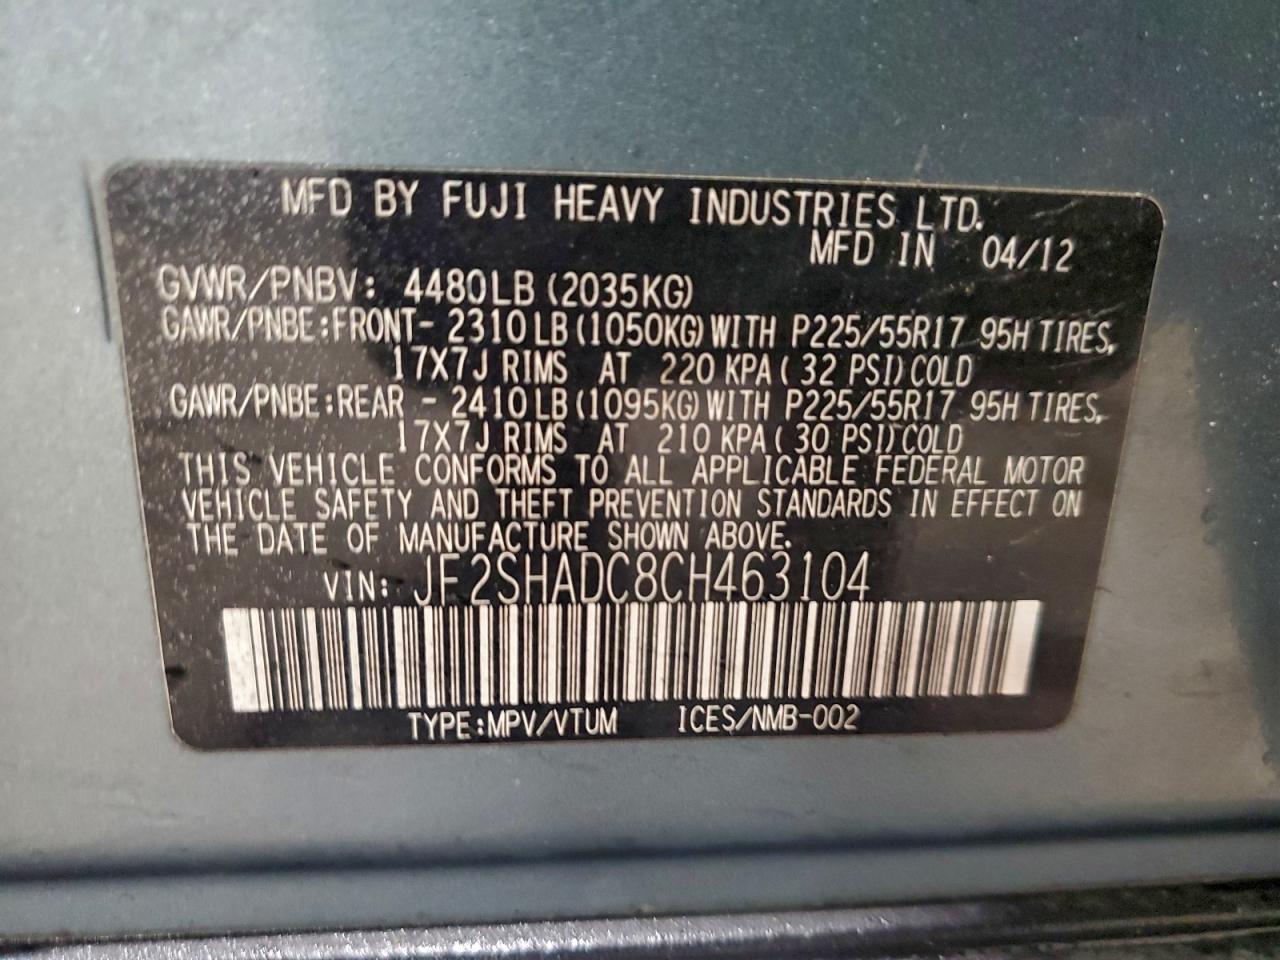 MFD BY FUJI HEAVY INDUSTRIES LTD.
MFD IN 04/12
GVWR/PNBV: 4480LB (2035KG)
GAWR/PNBE:FRONT- 2310LB (1050KG) WITH P225/55R17 95H TIRES,
17X7J RIMS AT 220 KPA( 32 PSI) COLD
GAWR/PNBE:REAR - 2410LB (1095KG) WITH P225/55R17 95H TIRES,
17X7J RIMS AT 210 KPA( 30 PSI) COLD
THIS VEHICLE CONFORMS TO ALL APPLICABLE FEDERAL MOTOR
VEHICLE SAFETY AND THEFT PREVENTION STANDARDS IN EFFECT ON
THE DATE OF MANUFACTURE SHOWN ABOVE.
VIN: JF2SHADC8CH463104
TYPE:MPV/VTUM ICES/NMB-002